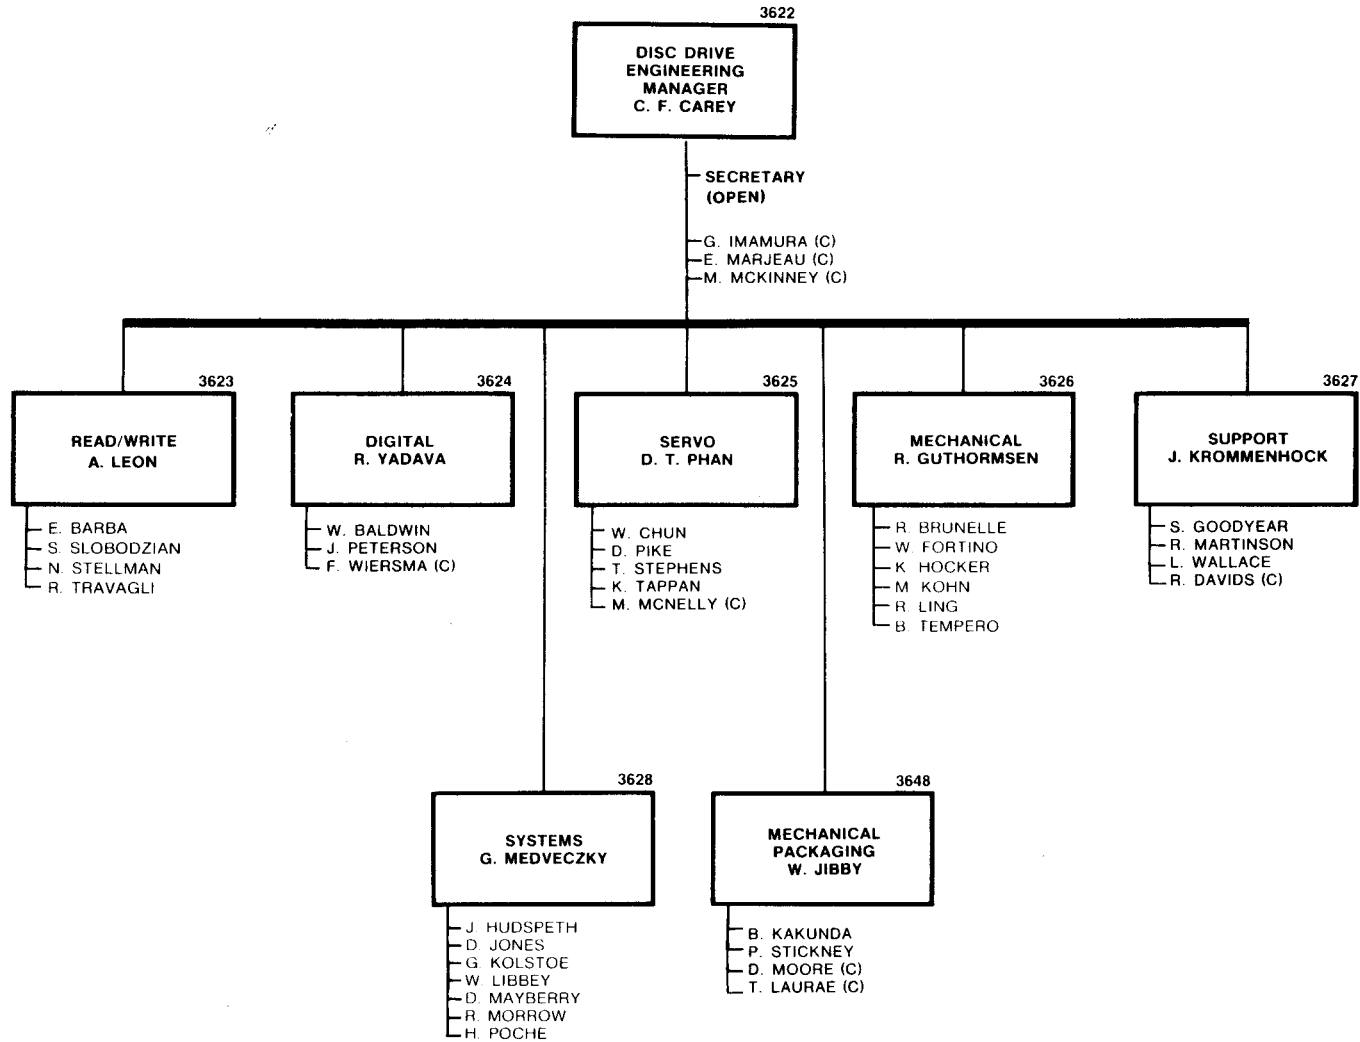 3622
DISC DRIVE
ENGINEERING
MANAGER
C. F. CAREY
SECRETARY
(OPEN)
G. IMAMURA (C)
E. MARJEAU (C)
M. MCKINNEY (C)
3623
READ/WRITE
A. LEON
E. BARBA
S. SLOBODZIAN
N. STELLMAN
R. TRAVAGLI
3624
DIGITAL
R. YADAVA
W. BALDWIN
J. PETERSON
F. WIERSMA (C)
3625
SERVO
D. T. PHAN
W. CHUN
D. PIKE
T. STEPHENS
K. TAPPAN
M. MCNELLY (C)
3626
MECHANICAL
R. GUTHORMSEN
R. BRUNELLE
W. FORTINO
K. HOCKER
M. KOHN
R. LING
B. TEMPERO
3627
SUPPORT
J. KROMMENHOCK
S. GOODYEAR
R. MARTINSON
L. WALLACE
R. DAVIDS (C)
3628
SYSTEMS
G. MEDVECZKY
J. HUDSPETH
D. JONES
G. KOLSTOE
W. LIBBEY
D. MAYBERRY
R. MORROW
H. POCHE
3648
MECHANICAL
PACKAGING
W. JIBBY
B. KAKUNDA
P. STICKNEY
D. MOORE (C)
T. LAURAE (C)